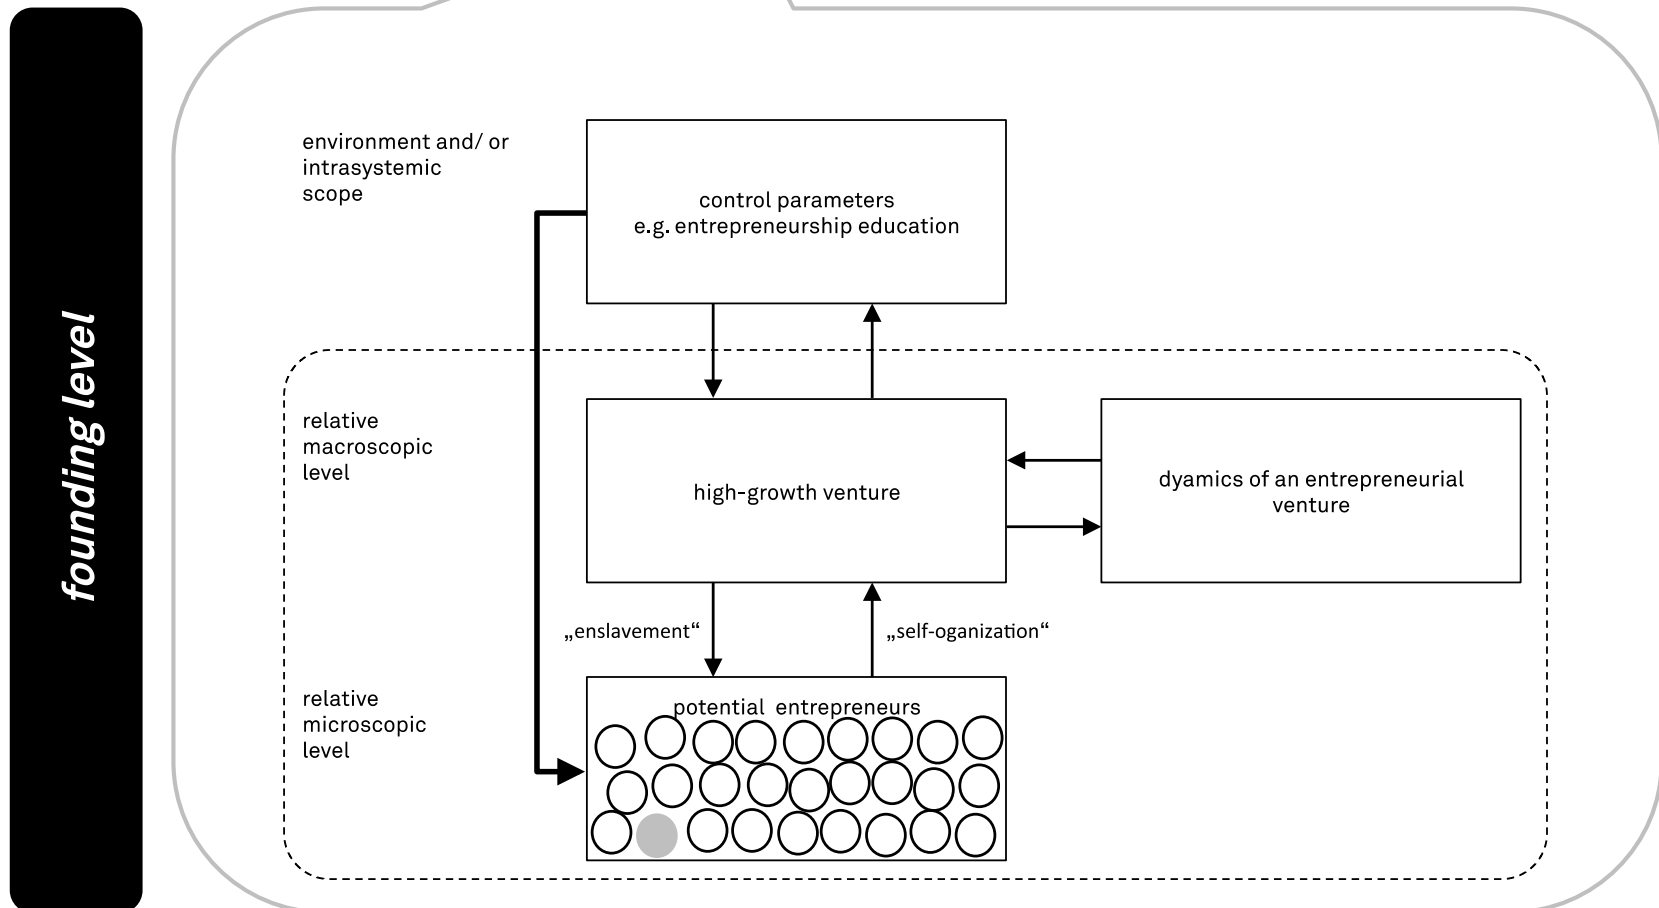 founding level
environment and/ or
intrasystemic
scope
control parameters
e.g. entrepreneurship education
relative
macroscopic
level
high-growth venture
dyamics of an entrepreneurial
venture
„enslavement“
„self-oganization“
relative
microscopic
level
potential entrepreneurs